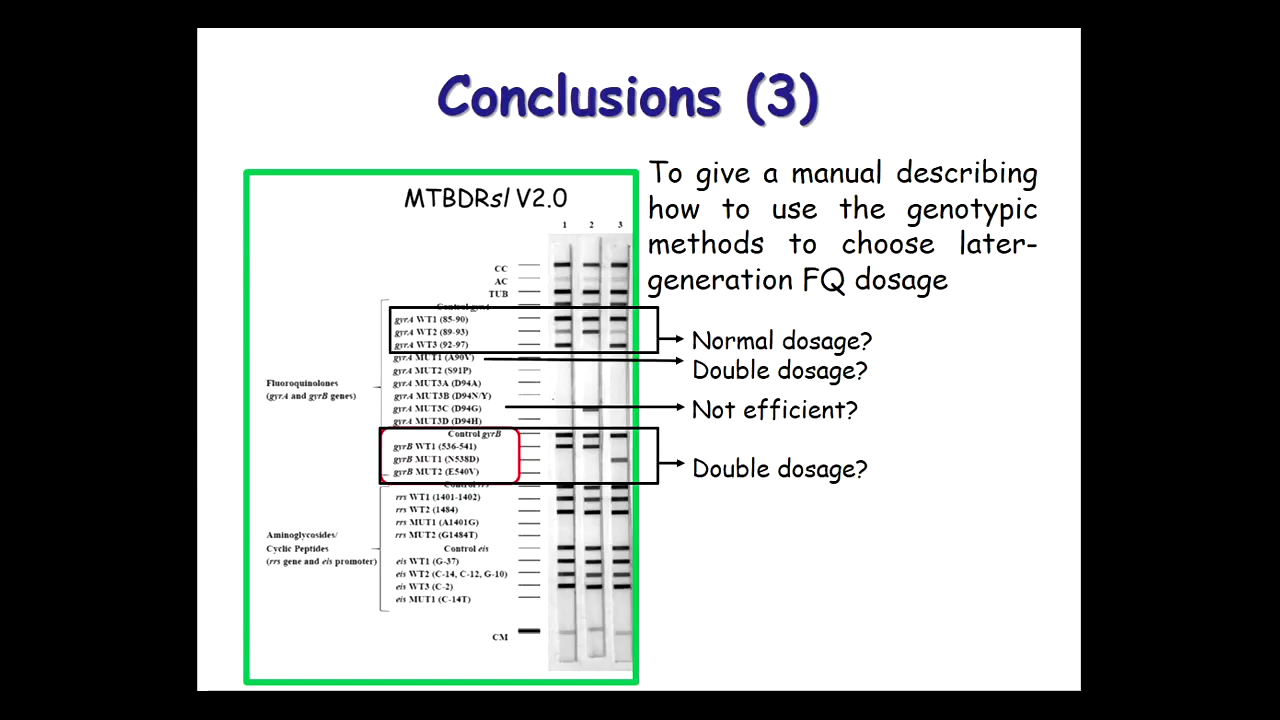 Conclusions (3)
To give a manual describing
how to use the genotypic
methods to choose later-
generation FQ dosage
MTBDRsl V2.0
1 2 3
CC
AC
TUB
Control gyrA
gyrA WT1 (85-90)
gyrA WT2 (89-93)
gyrA WT3 (92-97)
gyrA MUT1 (A90V)
gyrA MUT2 (S91P)
gyrA MUT3A (D94A)
gyrA MUT3B (D94N/Y)
gyrA MUT3C (D94G)
gyrA MUT3D (D94H)
Control gyrB
gyrB WT1 (536-541)
gyrB MUT1 (N538D)
gyrB MUT2 (E540V)
Control rrs
rrs WT1 (1401-1402)
rrs WT2 (1484)
rrs MUT1 (A1401G)
rrs MUT2 (G1484T)
Control eis
eis WT1 (G-37)
eis WT2 (C-14, C-12, G-10)
eis WT3 (C-2)
eis MUT1 (C-14T)
CM
Fluoroquinolones
(gyrA and gyrB genes)
Aminoglycosides/
Cyclic Peptides
(rrs gene and eis promoter)
Normal dosage?
Double dosage?
Not efficient?
Double dosage?